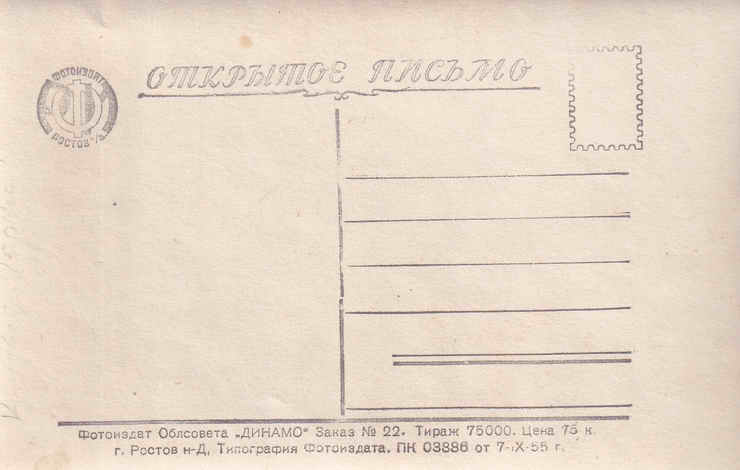 ФОТОИЗДАТ
РОСТОВ н/Д.
ОТКРЫТОЕ ПИСЬМО
Фотоиздат Облсовета „ДИНАМО“ Заказ № 22. Тираж 75000. Цена 75 к.
г. Ростов н-Д, Типография Фотоиздата. ПК 03886 от 7-IX-55 г.